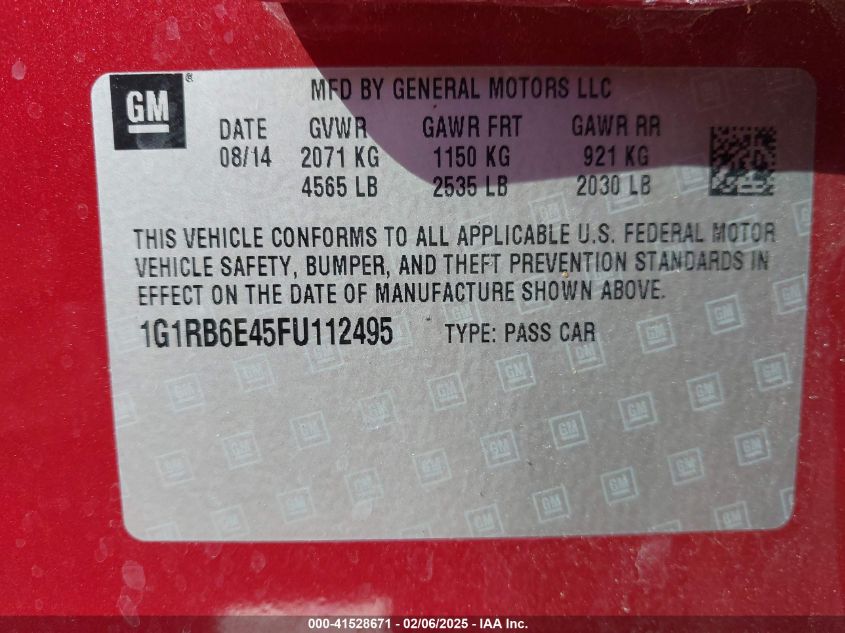 GM®
MFD BY GENERAL MOTORS LLC
DATE GVWR GAWR FRT GAWR RR
08/14 2071 KG 1150 KG 921 KG
4565 LB 2535 LB 2030 LB
THIS VEHICLE CONFORMS TO ALL APPLICABLE U.S. FEDERAL MOTOR
VEHICLE SAFETY, BUMPER, AND THEFT PREVENTION STANDARDS IN
EFFECT ON THE DATE OF MANUFACTURE SHOWN ABOVE.
1G1RB6E45FU112495 TYPE: PASS CAR
000-41528671 - 02/06/2025 - IAA Inc.